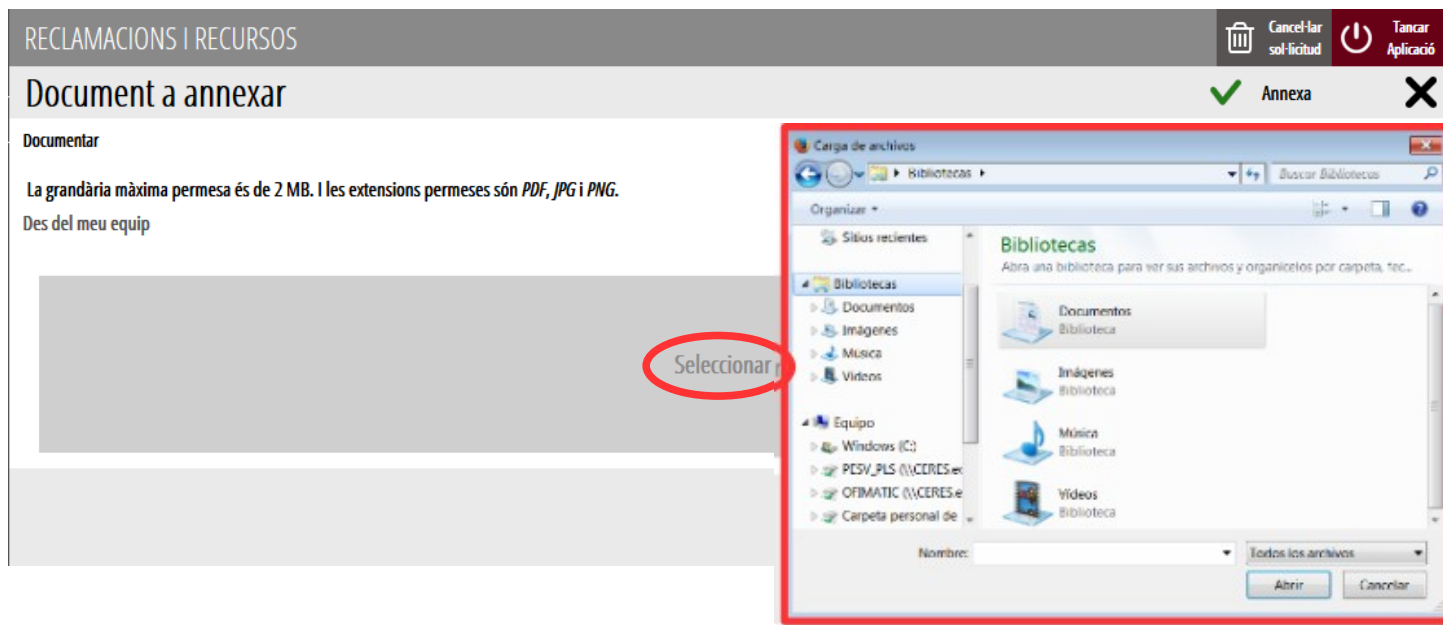 RECLAMACIONS I RECURSOS
Cancel·lar
sol·licitud
Tancar
Aplicació
Document a annexar
Annexa
Documentar
La grandària màxima permesa és de 2 MB. I les extensions permeses són PDF, JPG i PNG.
Des del meu equip
Seleccionar
Carga de archivos
Bibliotecas
Buscar Bibliotecas
Organizar
Sitios recientes
Bibliotecas
Documentos
Imágenes
Música
Vídeos
Equipo
Windows (C:)
PESV_PLS (\\CERES.ex
OFIMATIC (\\CERES.e
Carpeta personal de
Bibliotecas
Abra una biblioteca para ver sus archivos y organícelos por carpeta, fec...
Documentos
Biblioteca
Imágenes
Biblioteca
Música
Biblioteca
Vídeos
Biblioteca
Nombre:
Todos los archivos
Abrir
Cancelar